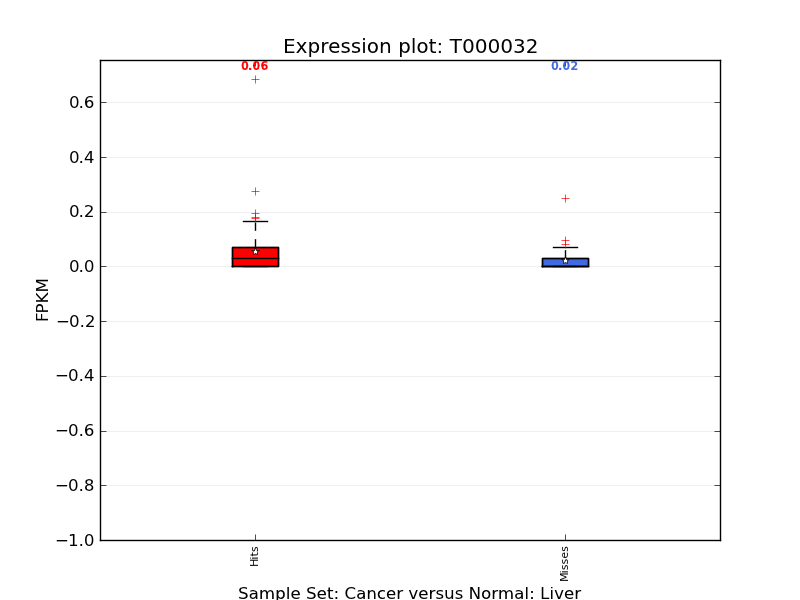 Expression plot: T000032
0.06 0.02
0.6
0.4
0.2
0.0
−0.2
−0.4
−0.6
−0.8
−1.0
FPKM
Hits Misses
Sample Set: Cancer versus Normal: Liver